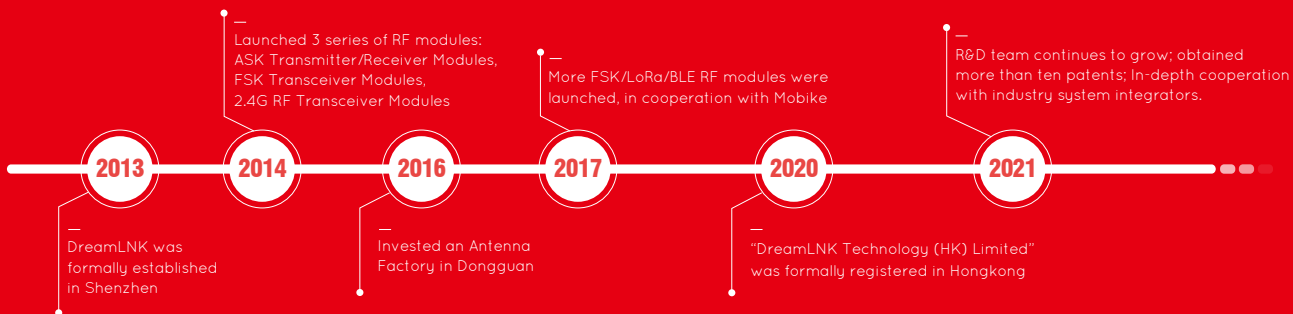 2013
DreamLNK was
formally established
in Shenzhen
2014
Launched 3 series of RF modules:
ASK Transmitter/Receiver Modules,
FSK Transceiver Modules,
2.4G RF Transceiver Modules
2016
Invested an Antenna
Factory in Dongguan
2017
More FSK/LoRa/BLE RF modules were
launched, in cooperation with Mobike
2020
“DreamLNK Technology (HK) Limited”
was formally registered in Hongkong
2021
R&D team continues to grow; obtained
more than ten patents; In-depth cooperation
with industry system integrators.